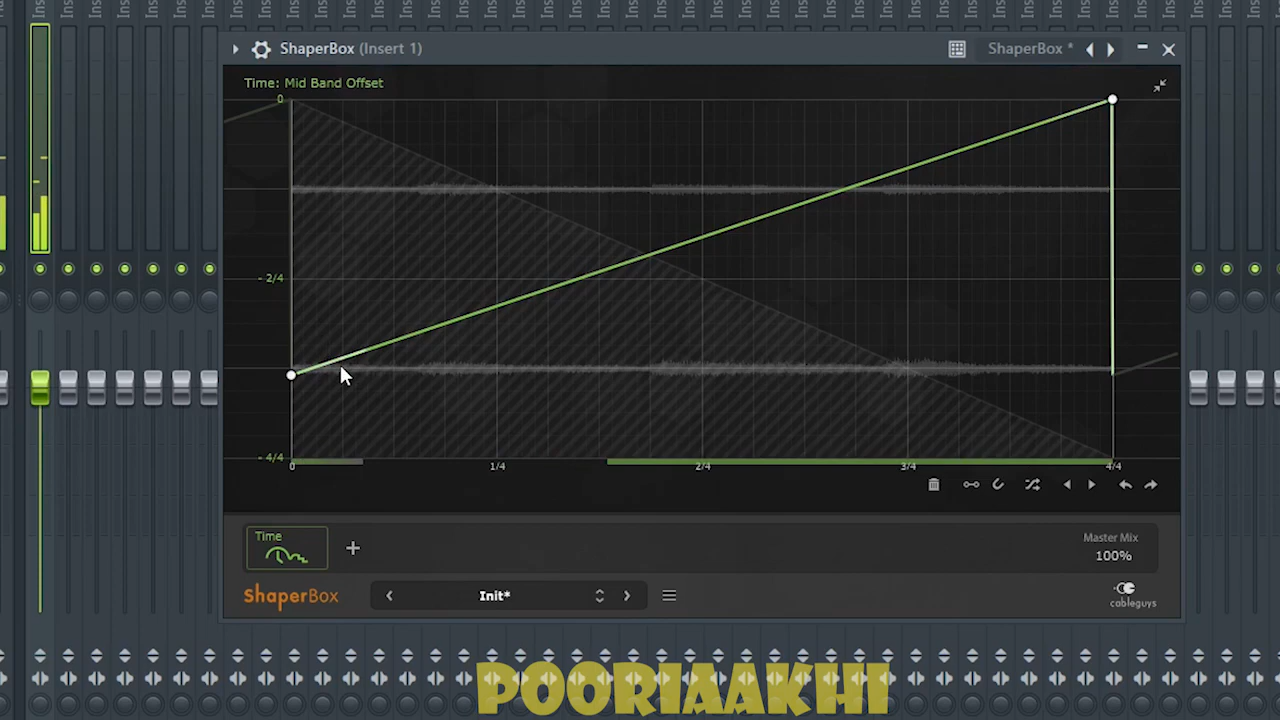 ShaperBox (Insert 1)
ShaperBox *
Time: Mid Band Offset
0
- 2/4
- 4/4
0
1/4
2/4
3/4
4/4
Time
Master Mix
100%
ShaperBox
Init*
cableguys
POORIAAKHI